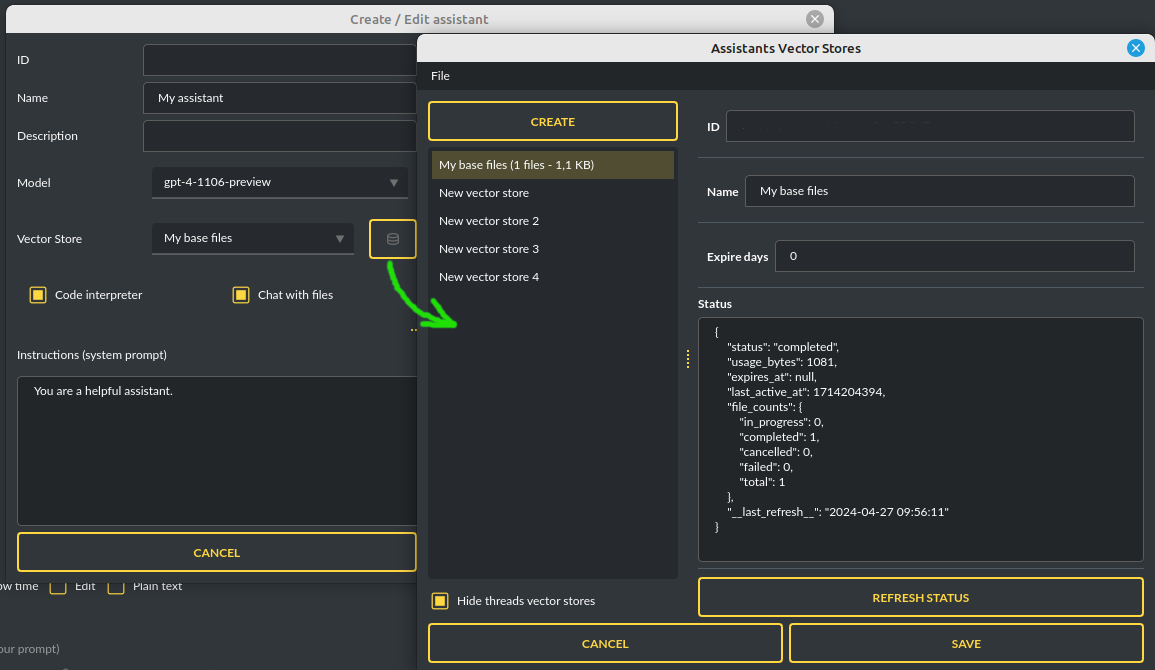 Create / Edit assistant
ID
Name
My assistant
Description
Model
gpt-4-1106-preview
Vector Store
My base files
Code interpreter
Chat with files
Instructions (system prompt)
You are a helpful assistant.
CANCEL
ow time
Edit
Plain text
our prompt)
Assistants Vector Stores
File
CREATE
My base files (1 files - 1,1 KB)
New vector store
New vector store 2
New vector store 3
New vector store 4
Hide threads vector stores
ID
Name
My base files
Expire days
0
Status
{
"status": "completed",
"usage_bytes": 1081,
"expires_at": null,
"last_active_at": 1714204394,
"file_counts": {
"in_progress": 0,
"completed": 1,
"cancelled": 0,
"failed": 0,
"total": 1
},
"__last_refresh__": "2024-04-27 09:56:11"
}
REFRESH STATUS
CANCEL
SAVE